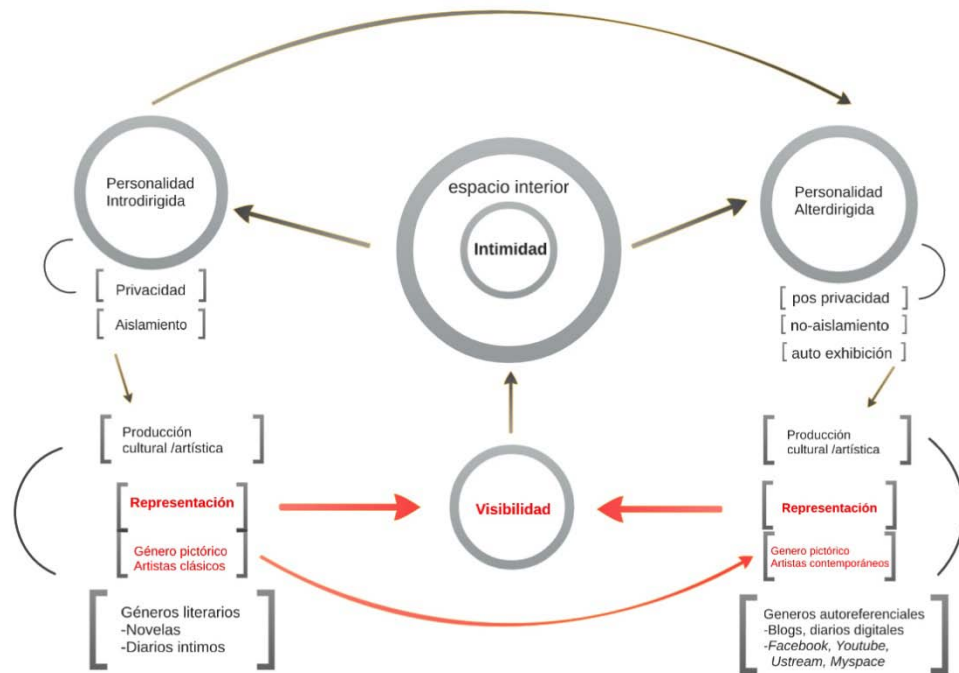 espacio interior
Intimidad
Personalidad
Introdirigida
Privacidad
Aislamiento
Producción
cultural /artística
Representación
Género pictórico
Artistas clásicos
Géneros literarios
-Novelas
-Diarios intimos
Visibilidad
Personalidad
Alterdirigida
pos privacidad
no-aislamiento
auto exhibición
Producción
cultural /artística
Representación
Genero pictórico
Artistas contemporáneos
Generos autoreferenciales
-Blogs, diarios digitales
-Facebook, Youtube,
Ustream, Myspace